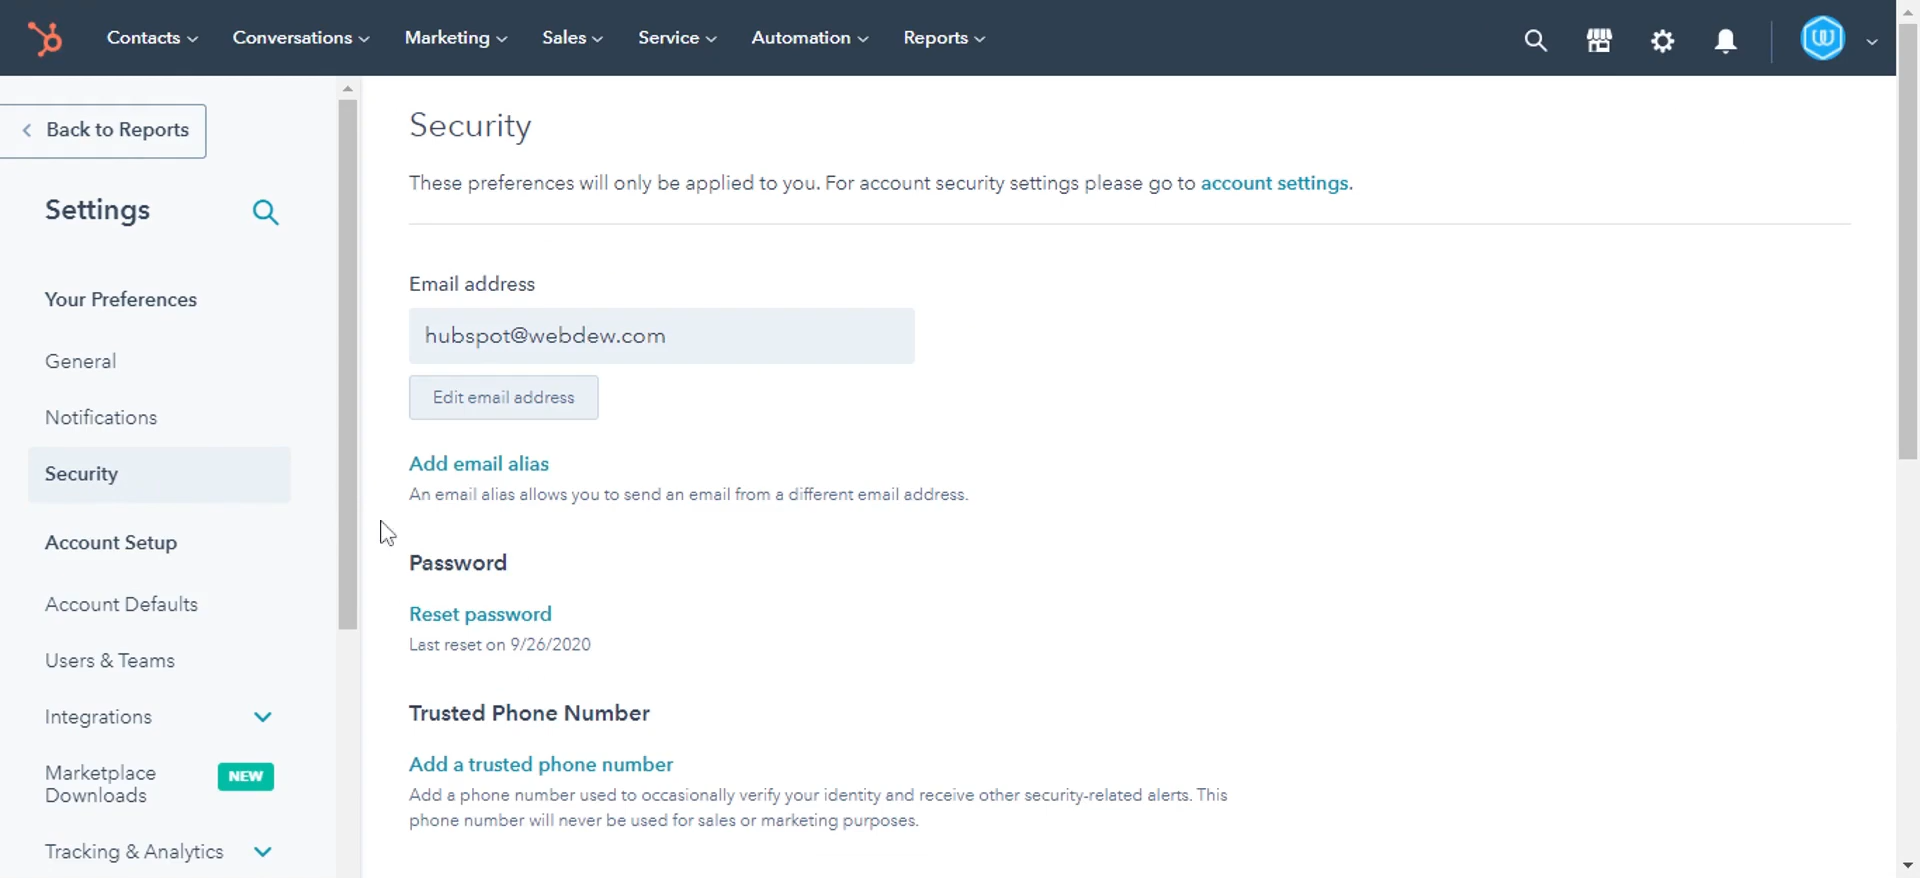 Contacts
Conversations
Marketing
Sales
Service
Automation
Reports
Back to Reports
Settings
Your Preferences
General
Notifications
Security
Account Setup
Account Defaults
Users & Teams
Integrations
Marketplace
Downloads
NEW
Tracking & Analytics
Security
These preferences will only be applied to you. For account security settings please go to account settings.
Email address
hubspot@webdew.com
Edit email address
Add email alias
An email alias allows you to send an email from a different email address.
Password
Reset password
Last reset on 9/26/2020
Trusted Phone Number
Add a trusted phone number
Add a phone number used to occasionally verify your identity and receive other security-related alerts. This
phone number will never be used for sales or marketing purposes.